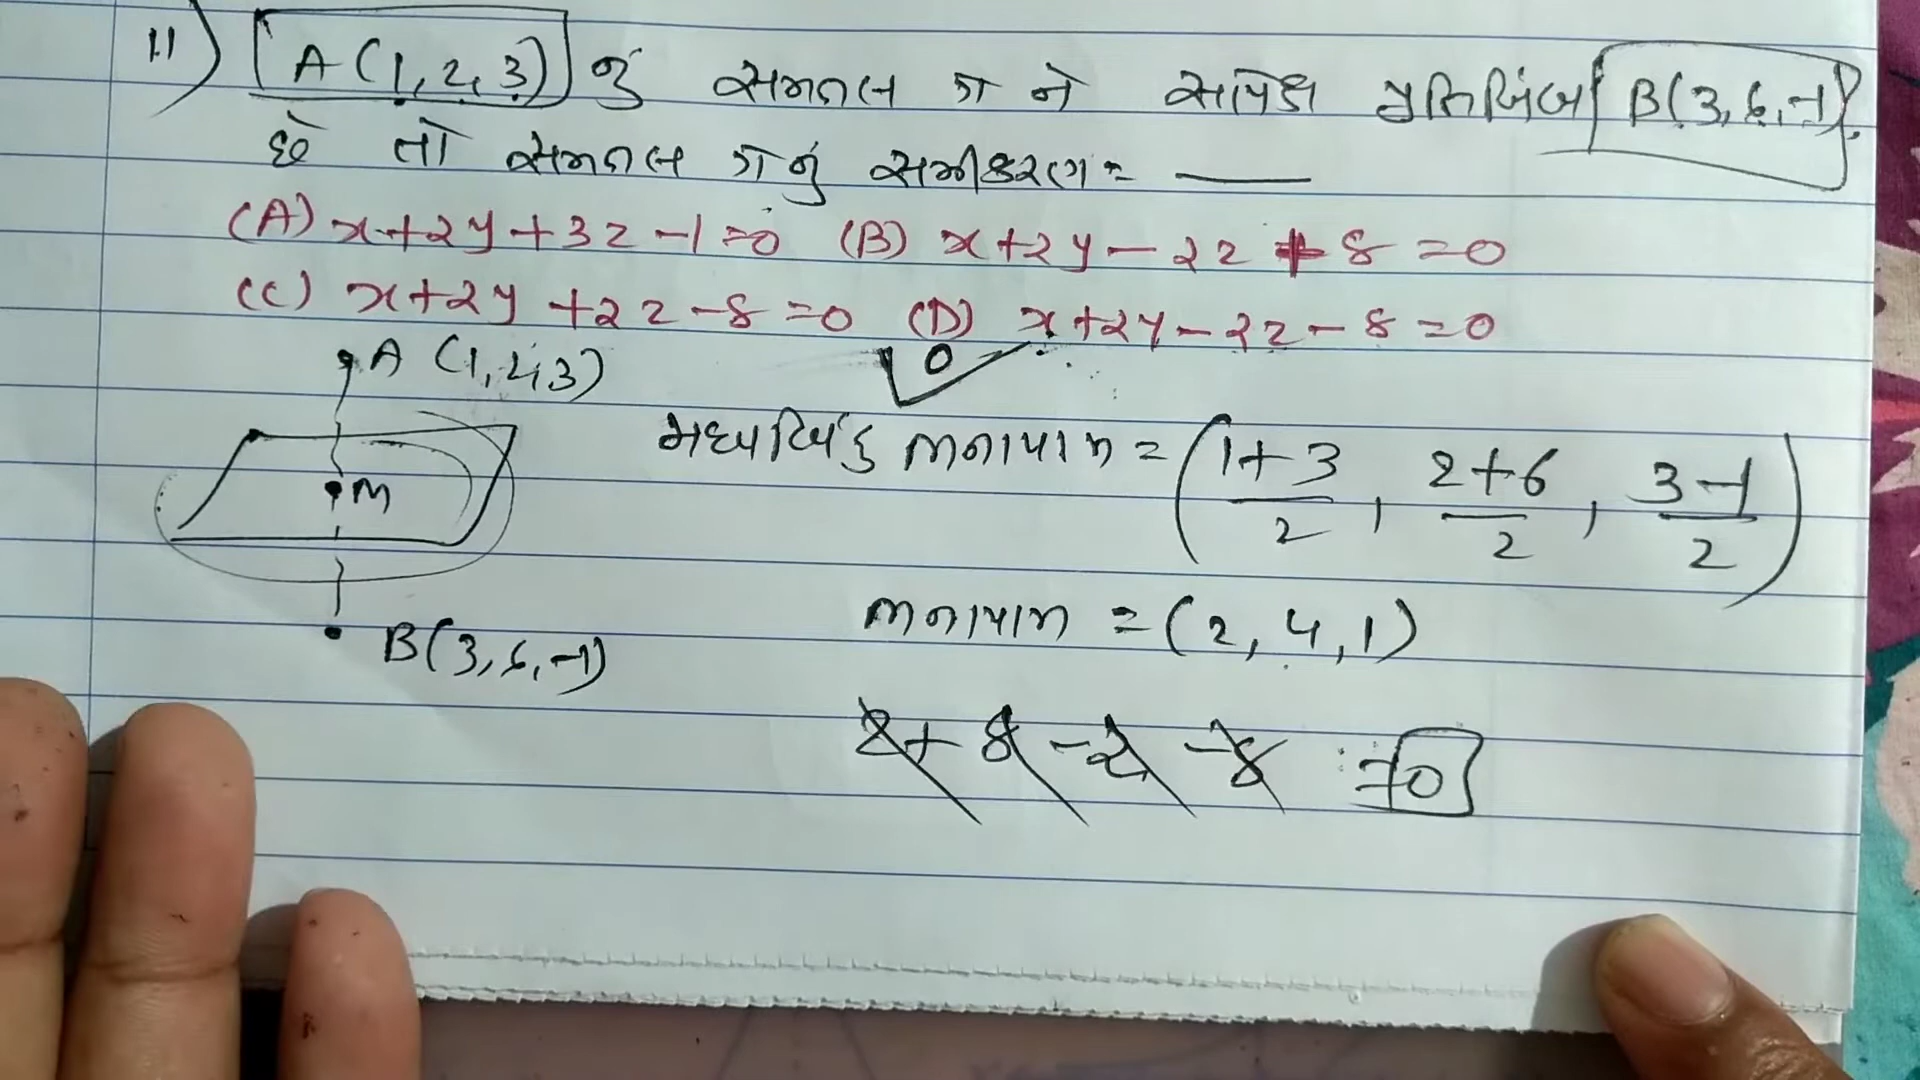 11) A(1,2,3) નું સમતલ π ને સાપેક્ષ પ્રતિબિંબ B(3,6,-1)
છે તો સમતલ π નું સમીકરણ = ___
(A) x+2y+3z-1=0 (B) x+2y-2z+8=0
(C) x+2y+2z-8=0 (D) x+2y-2z-8=0
A (1,2,3)
0
M
મધ્યબિંદુ M ના યામ = (1+3/2, 2+6/2, 3-1/2)
B(3,6,-1)
M ના યામ = (2,4,1)
2+8-2-8=0